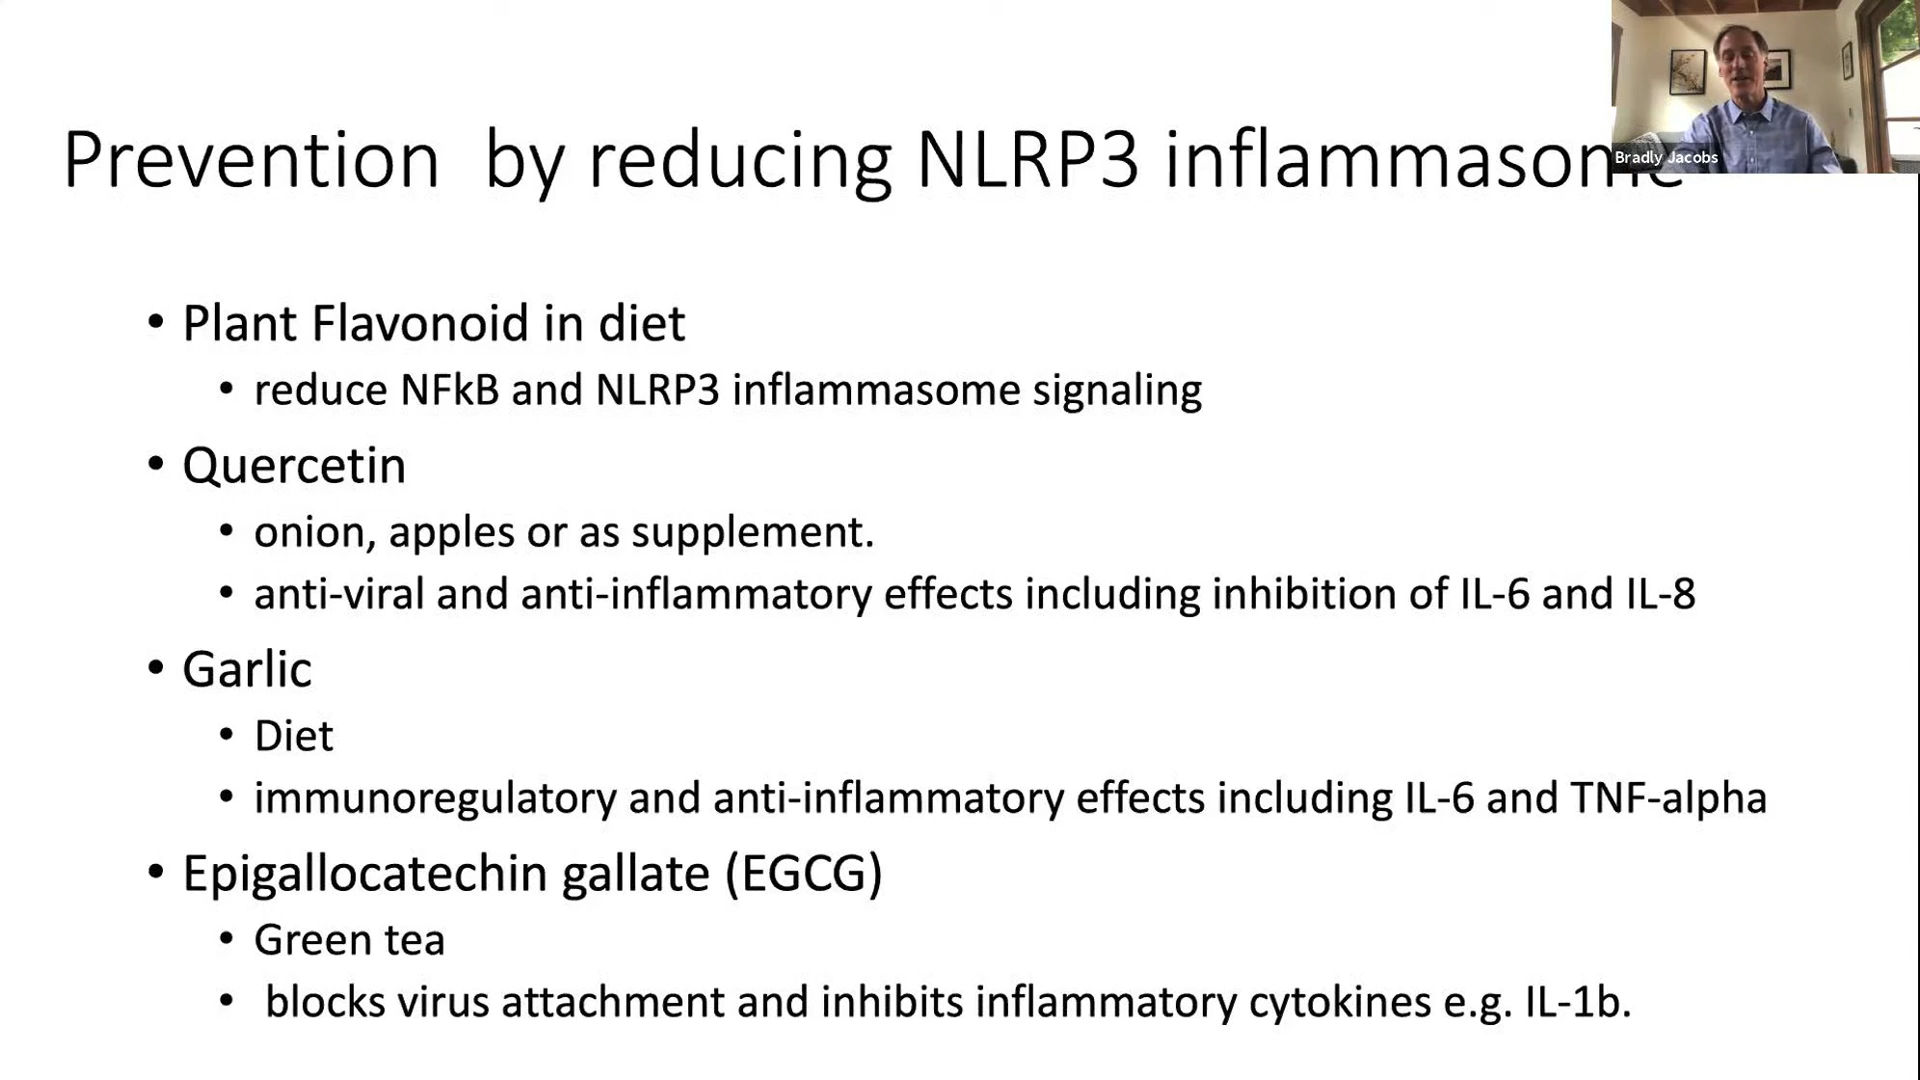 Prevention by reducing NLRP3 inflammasome
Bradly Jacobs
• Plant Flavonoid in diet
• reduce NFkB and NLRP3 inflammasome signaling
• Quercetin
• onion, apples or as supplement.
• anti-viral and anti-inflammatory effects including inhibition of IL-6 and IL-8
• Garlic
• Diet
• immunoregulatory and anti-inflammatory effects including IL-6 and TNF-alpha
• Epigallocatechin gallate (EGCG)
• Green tea
• blocks virus attachment and inhibits inflammatory cytokines e.g. IL-1b.